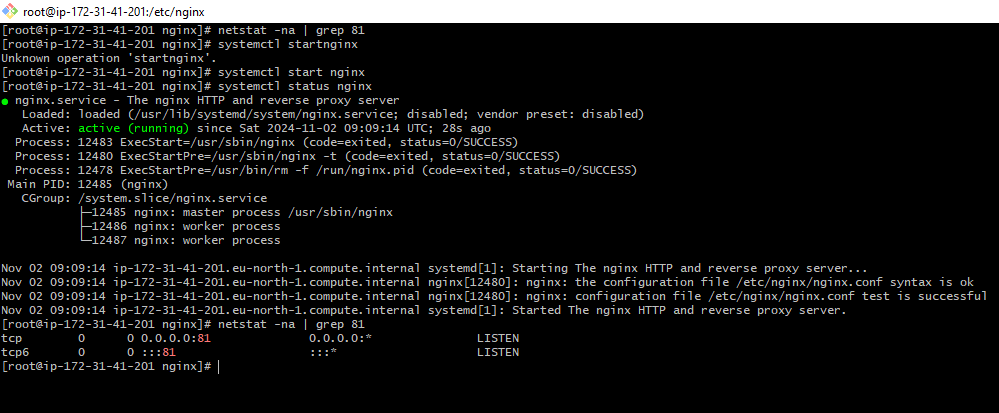 root@ip-172-31-41-201:/etc/nginx
[root@ip-172-31-41-201 nginx]# netstat -na | grep 81
[root@ip-172-31-41-201 nginx]# systemctl startnginx
Unknown operation 'startnginx'.
[root@ip-172-31-41-201 nginx]# systemctl start nginx
[root@ip-172-31-41-201 nginx]# systemctl status nginx
● nginx.service - The nginx HTTP and reverse proxy server
   Loaded: loaded (/usr/lib/systemd/system/nginx.service; disabled; vendor preset: disabled)
   Active: active (running) since Sat 2024-11-02 09:09:14 UTC; 28s ago
  Process: 12483 ExecStart=/usr/sbin/nginx (code=exited, status=0/SUCCESS)
  Process: 12480 ExecStartPre=/usr/sbin/nginx -t (code=exited, status=0/SUCCESS)
  Process: 12478 ExecStartPre=/usr/bin/rm -f /run/nginx.pid (code=exited, status=0/SUCCESS)
 Main PID: 12485 (nginx)
   CGroup: /system.slice/nginx.service
           ├─12485 nginx: master process /usr/sbin/nginx
           ├─12486 nginx: worker process
           └─12487 nginx: worker process
Nov 02 09:09:14 ip-172-31-41-201.eu-north-1.compute.internal systemd[1]: Starting The nginx HTTP and reverse proxy server...
Nov 02 09:09:14 ip-172-31-41-201.eu-north-1.compute.internal nginx[12480]: nginx: the configuration file /etc/nginx/nginx.conf syntax is ok
Nov 02 09:09:14 ip-172-31-41-201.eu-north-1.compute.internal nginx[12480]: nginx: configuration file /etc/nginx/nginx.conf test is successful
Nov 02 09:09:14 ip-172-31-41-201.eu-north-1.compute.internal systemd[1]: Started The nginx HTTP and reverse proxy server.
[root@ip-172-31-41-201 nginx]# netstat -na | grep 81
tcp        0      0 0.0.0.0:81              0.0.0.0:*               LISTEN
tcp6       0      0 :::81                   :::*                    LISTEN
[root@ip-172-31-41-201 nginx]#